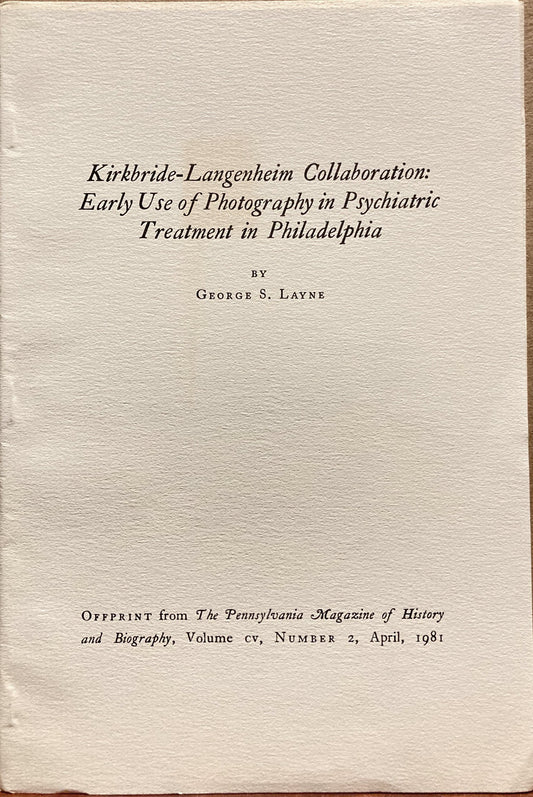 Kirkbride-Langenheim Collaboration:
Early Use of Photography in Psychiatric
Treatment in Philadelphia
BY
GEORGE S. LAYNE
OFFPRINT from The Pennsylvania Magazine of History
and Biography, Volume CV, NUMBER 2, April, 1981